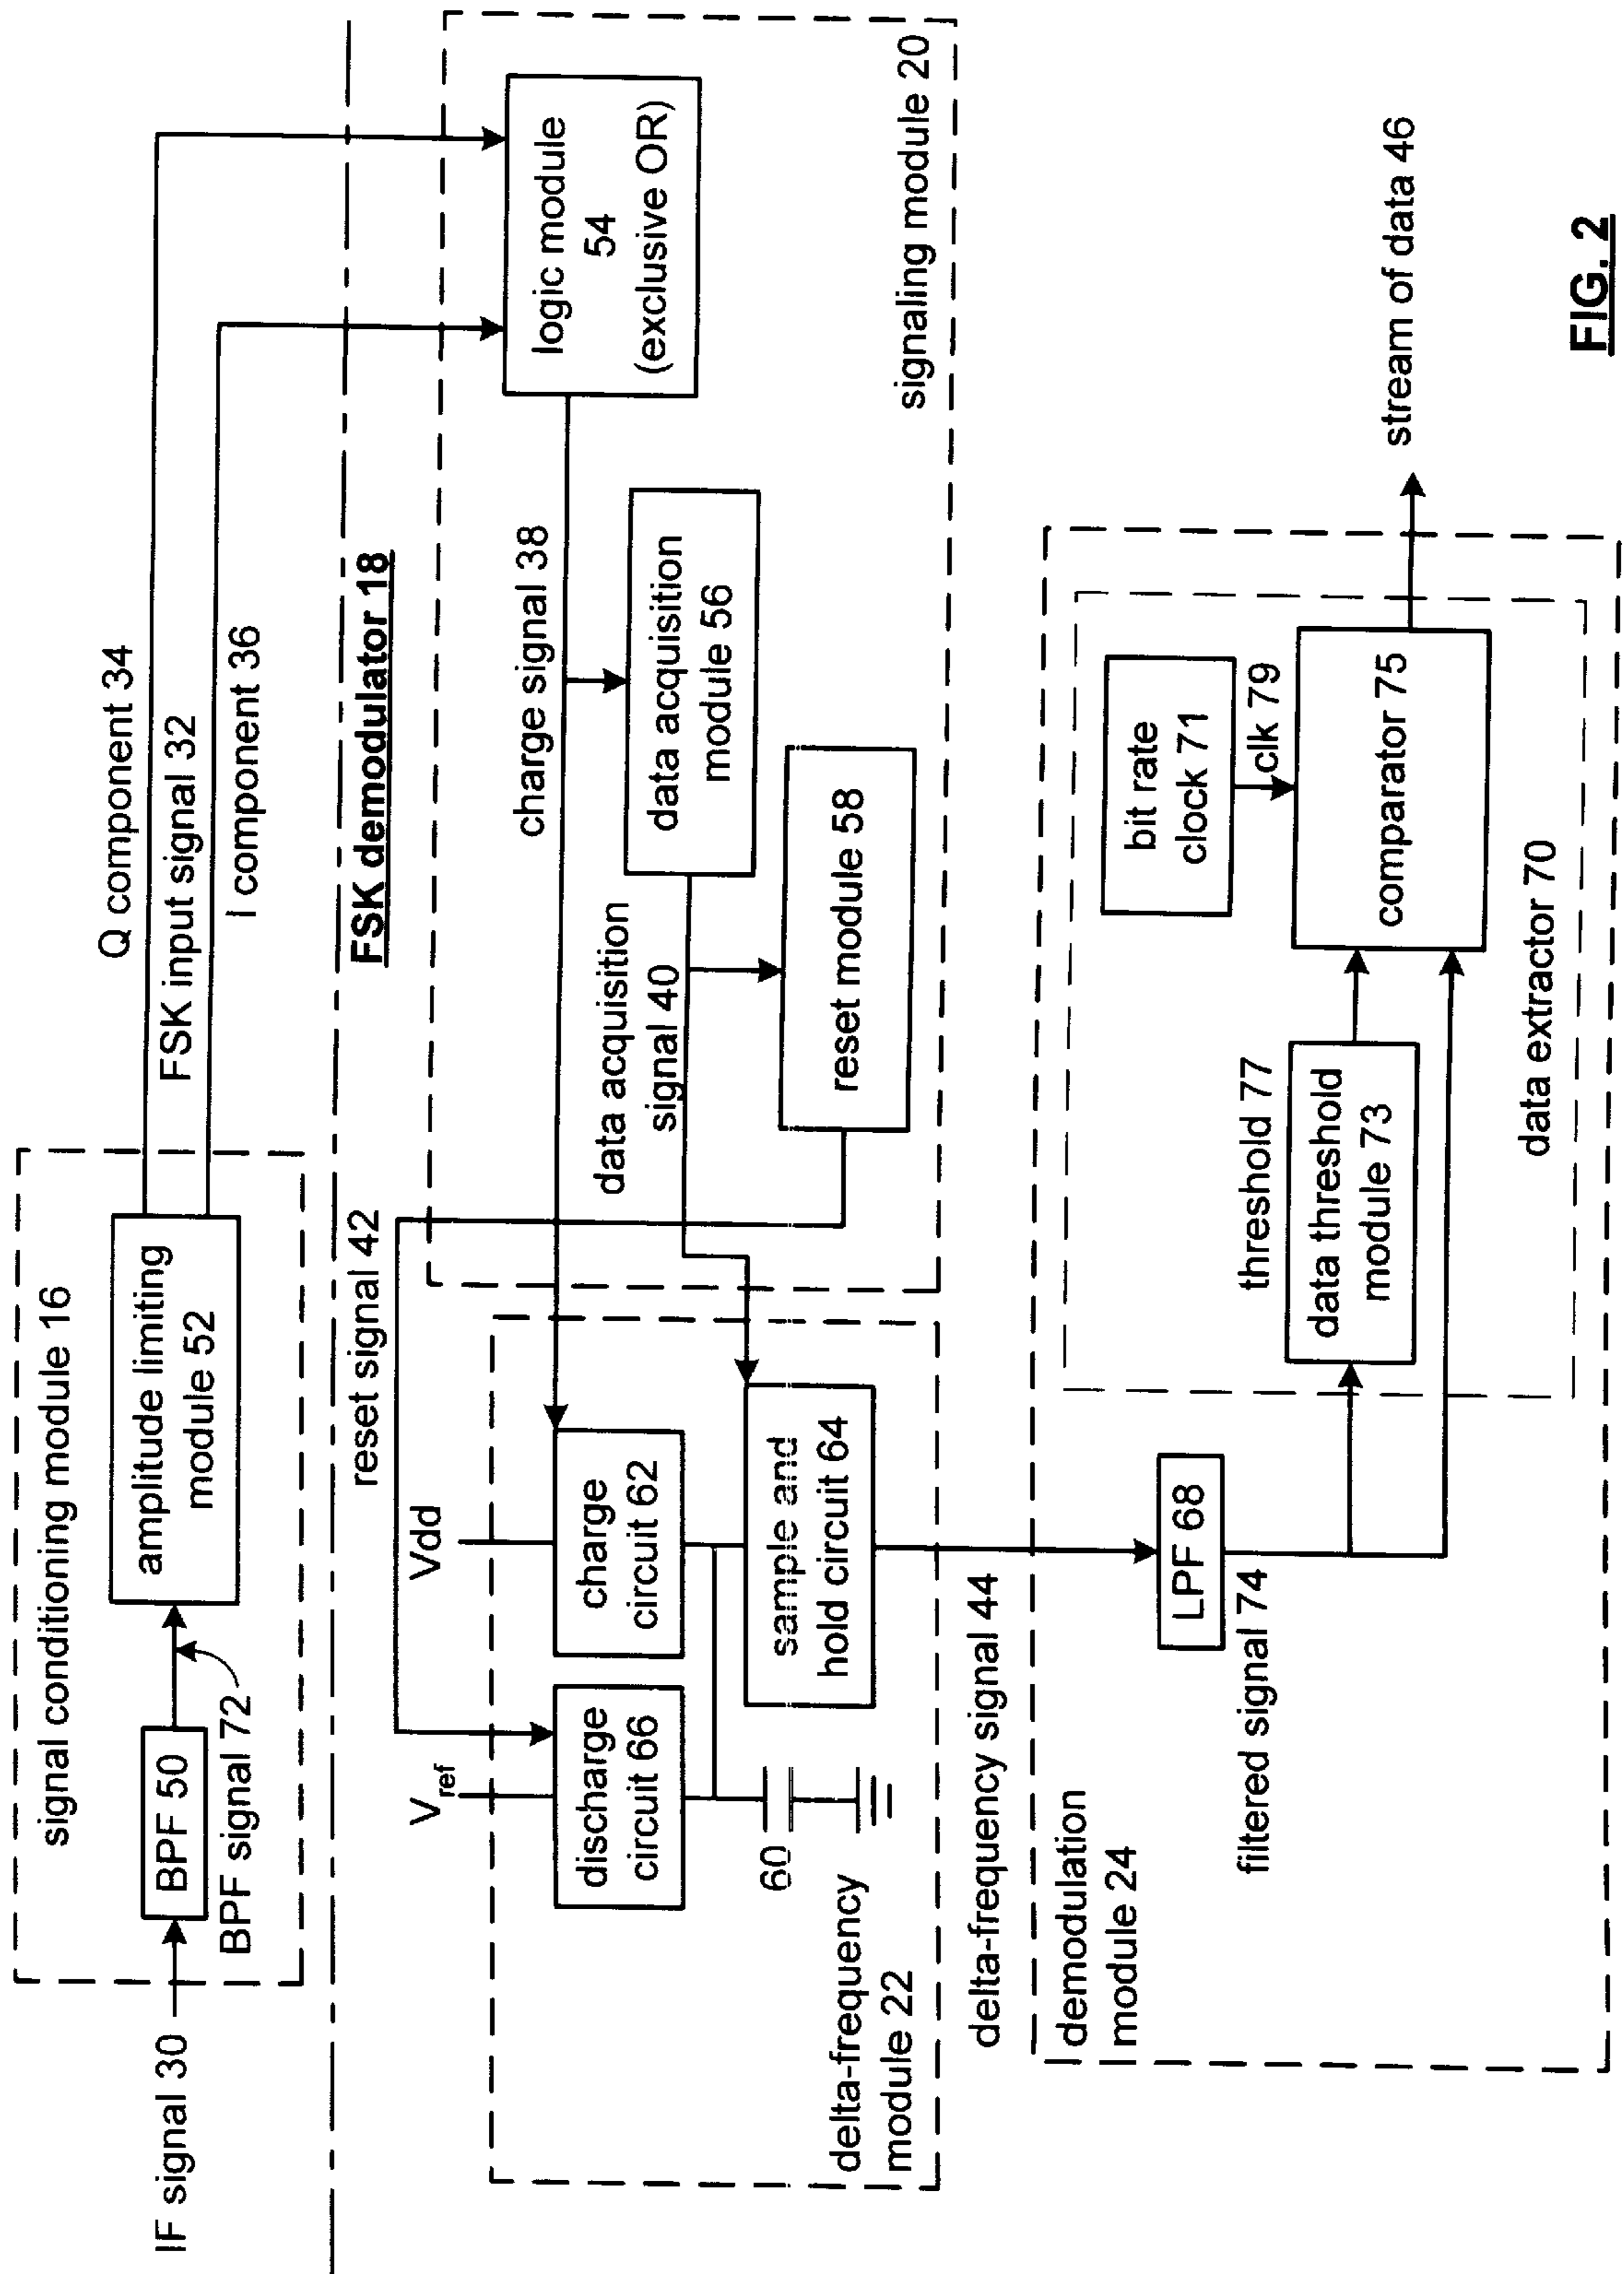 signal conditioning module 16
IF signal 30
BPF 50
BPF signal 72
amplitude limiting
module 52
Q component 34
FSK input signal 32
I component 36
FSK demodulator 18
reset signal 42
Vdd
Vref
discharge
circuit 66
charge
circuit 62
60
sample and
hold circuit 64
delta-frequency
module 22
charge signal 38
logic module
54
(exclusive OR)
data acquisition
module 56
data acquisition
signal 40
reset module 58
signaling module 20
delta-frequency signal 44
demodulation
module 24
LPF 68
filtered signal 74
threshold 77
data threshold
module 73
bit rate
clock 71
clk 79
comparator 75
data extractor 70
stream of data 46
FIG. 2